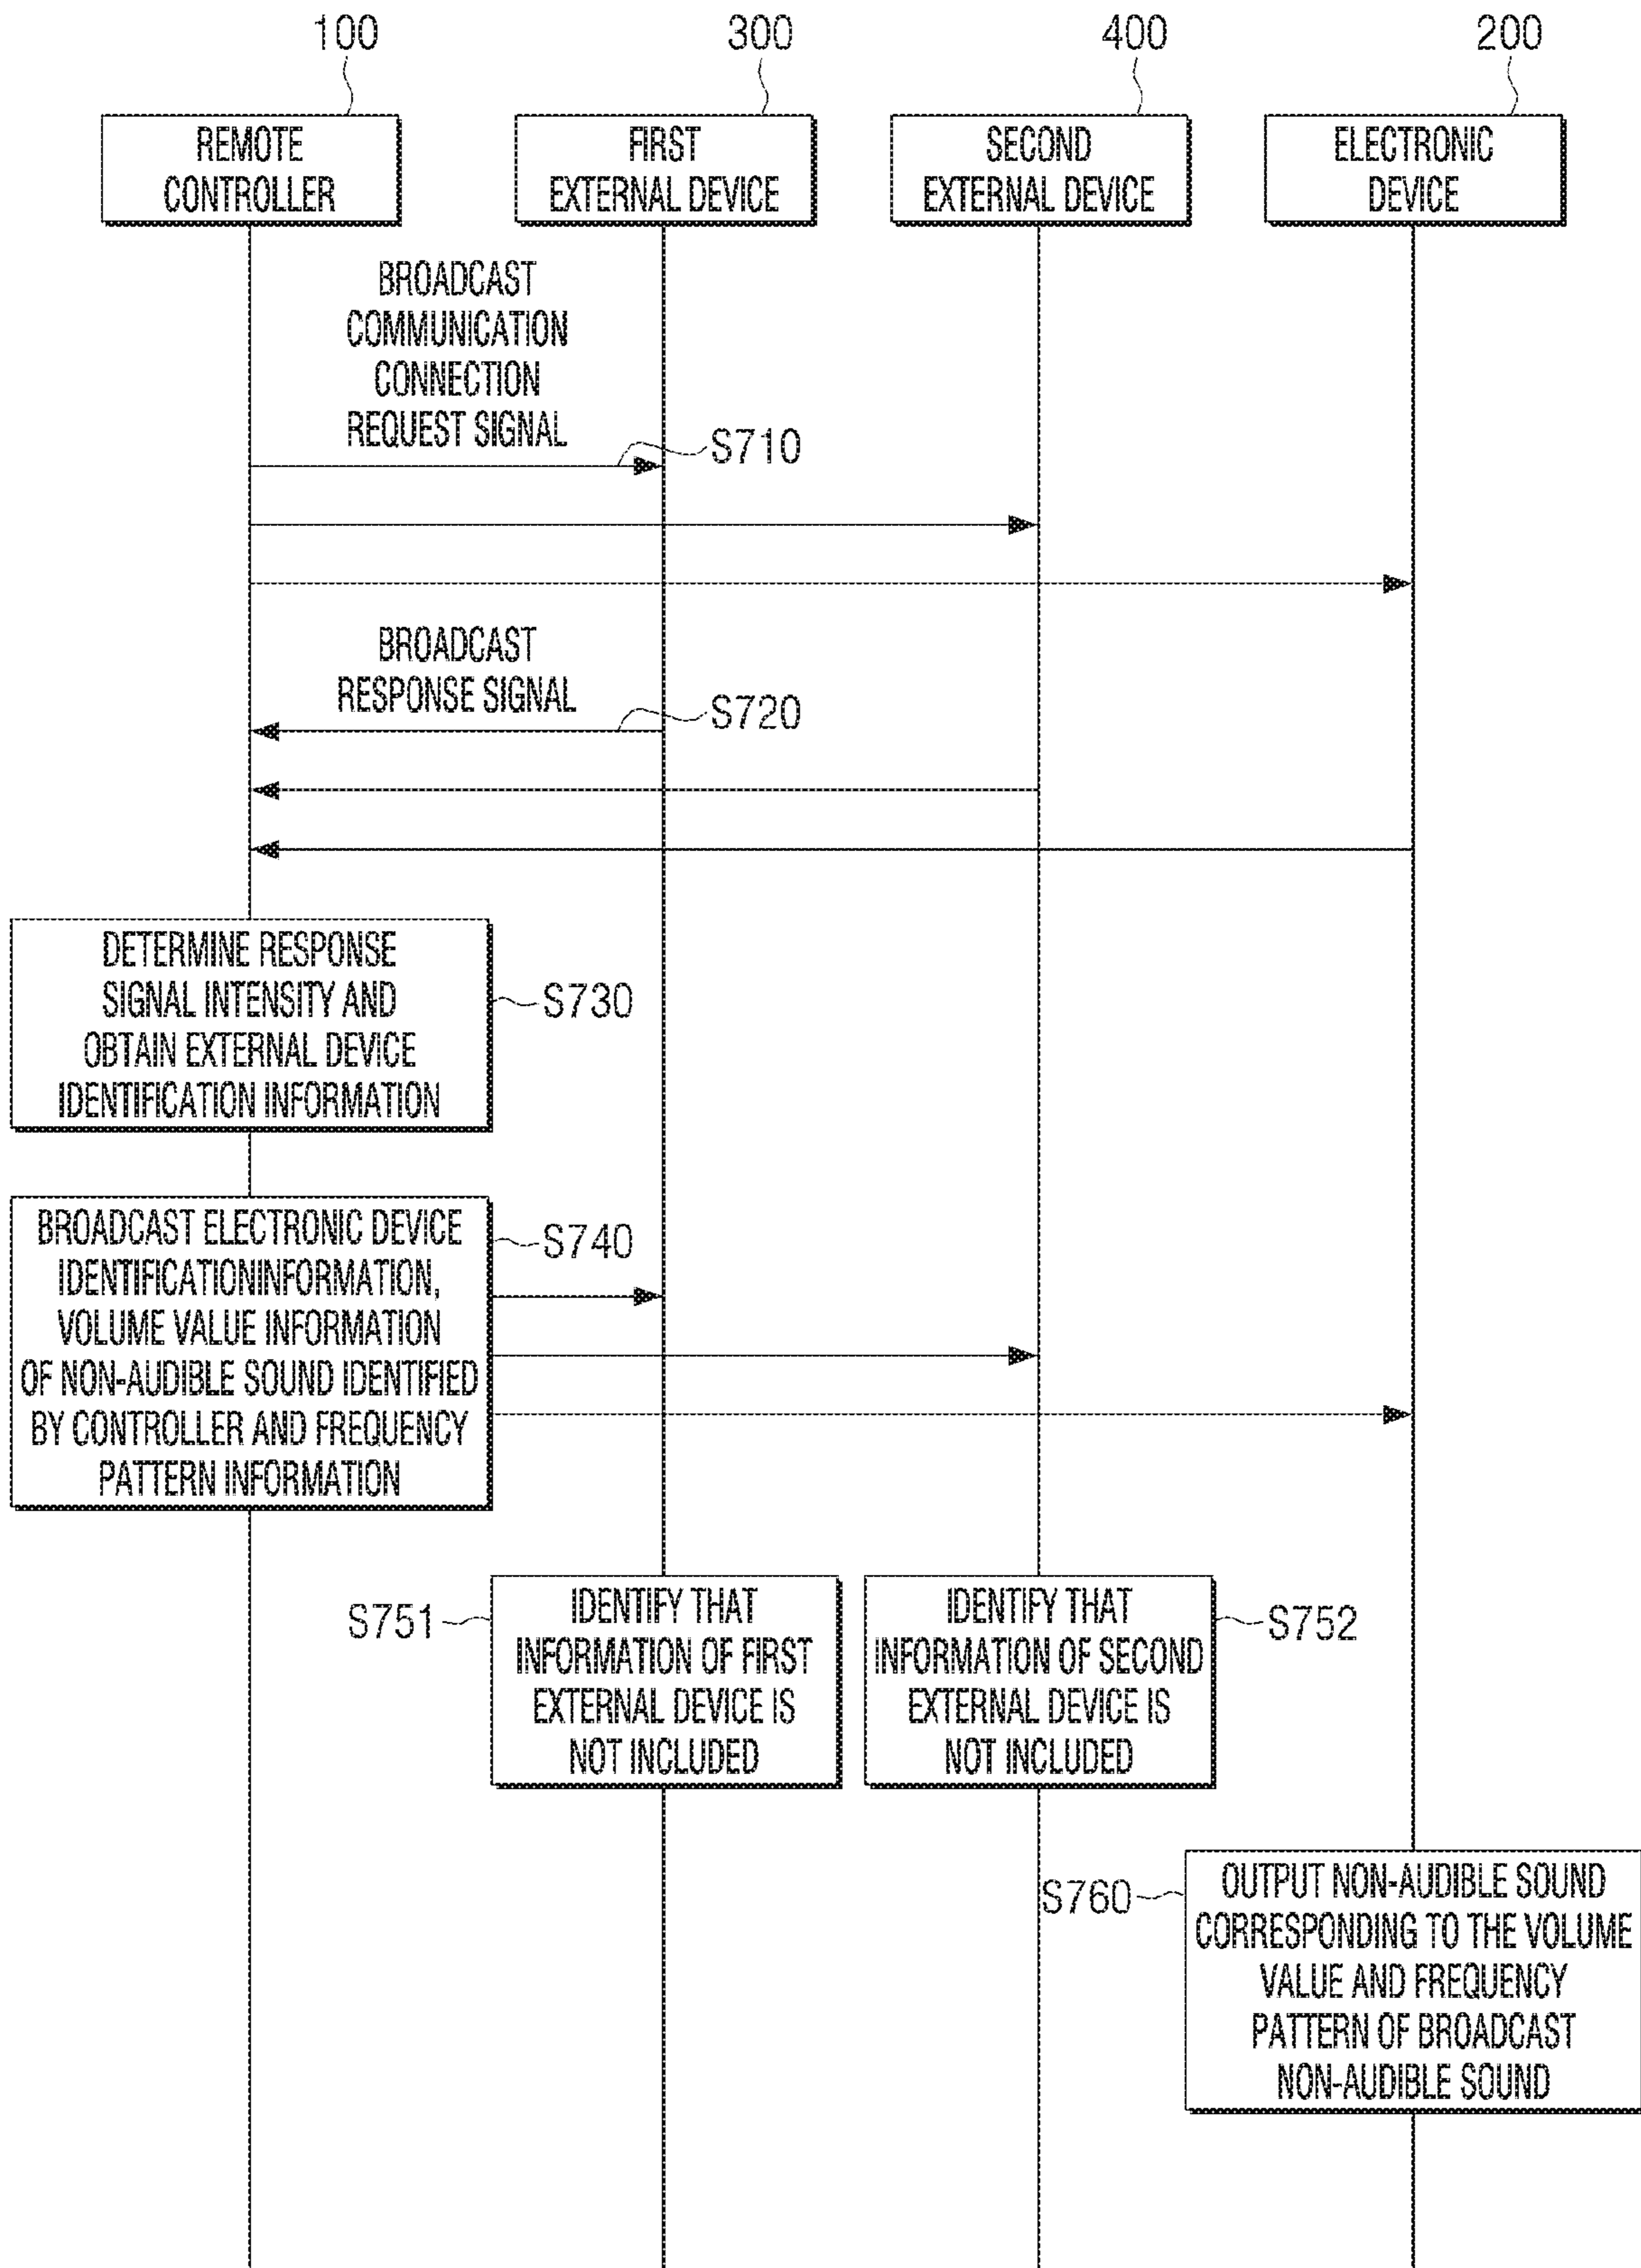 100
300
400
200
REMOTE
CONTROLLER
FIRST
EXTERNAL DEVICE
SECOND
EXTERNAL DEVICE
ELECTRONIC
DEVICE
BROADCAST
COMMUNICATION
CONNECTION
REQUEST SIGNAL
S710
BROADCAST
RESPONSE SIGNAL
S720
DETERMINE RESPONSE
SIGNAL INTENSITY AND
OBTAIN EXTERNAL DEVICE
IDENTIFICATION INFORMATION
S730
BROADCAST ELECTRONIC DEVICE
IDENTIFICATIONINFORMATION,
VOLUME VALUE INFORMATION
OF NON-AUDIBLE SOUND IDENTIFIED
BY CONTROLLER AND FREQUENCY
PATTERN INFORMATION
S740
S751
IDENTIFY THAT
INFORMATION OF FIRST
EXTERNAL DEVICE IS
NOT INCLUDED
IDENTIFY THAT
INFORMATION OF SECOND
EXTERNAL DEVICE IS
NOT INCLUDED
S752
S760
OUTPUT NON-AUDIBLE SOUND
CORRESPONDING TO THE VOLUME
VALUE AND FREQUENCY
PATTERN OF BROADCAST
NON-AUDIBLE SOUND